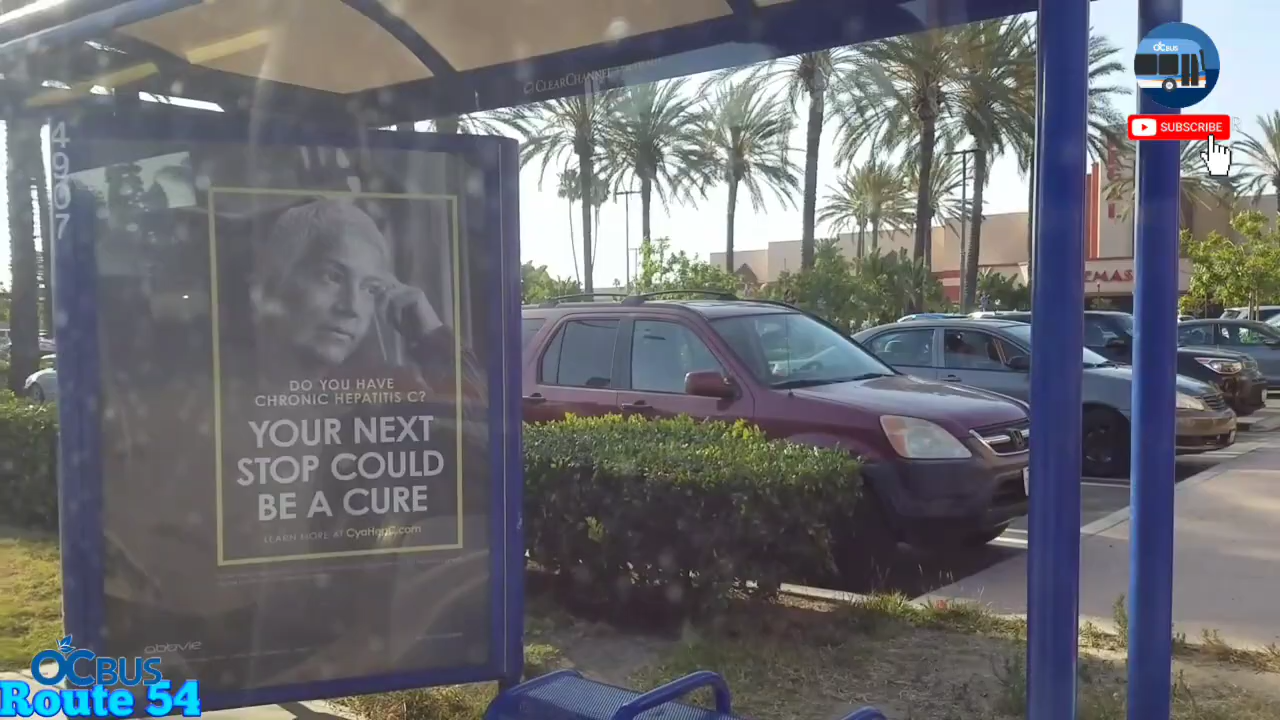 OCBUS
SUBSCRIBE
CLEARCHANNEL
4907
DO YOU HAVE
CHRONIC HEPATITIS C?
YOUR NEXT
STOP COULD
BE A CURE
LEARN MORE AT CyaHepC.com
abbvie
OCBUS
Route 54